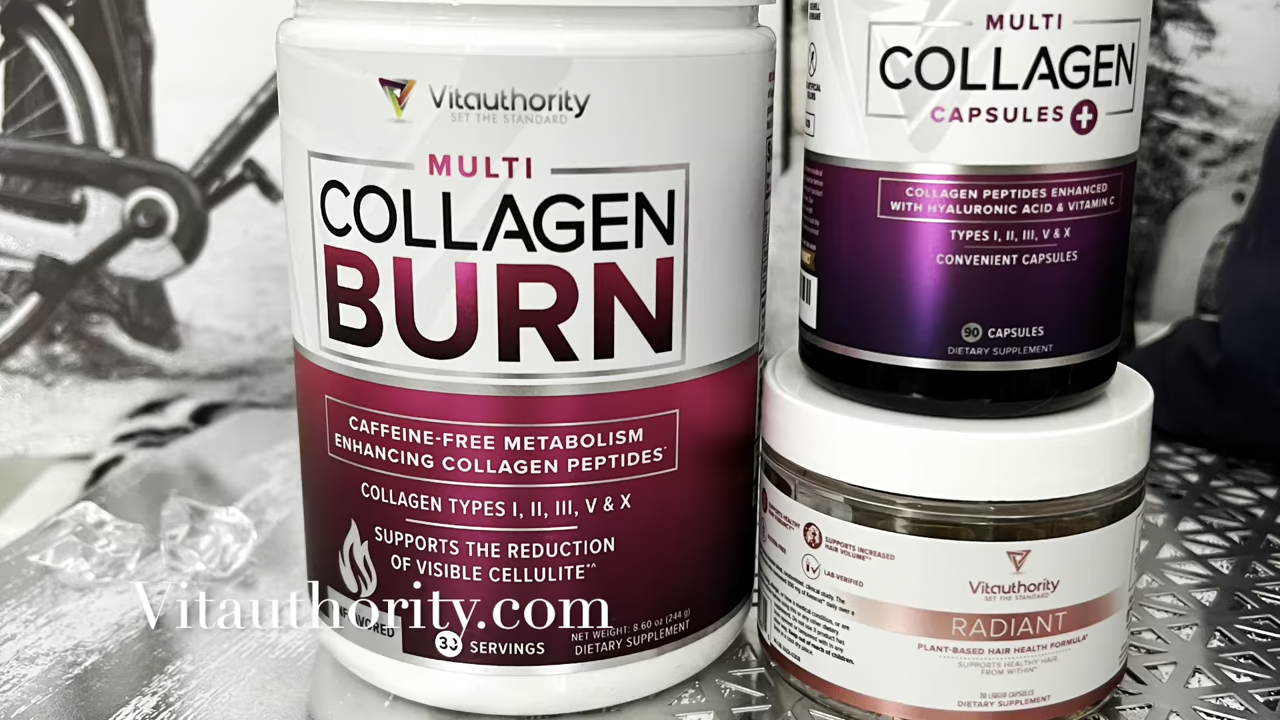 Vitauthority
SET THE STANDARD
MULTI
COLLAGEN
BURN
CAFFEINE-FREE METABOLISM
ENHANCING COLLAGEN PEPTIDES*
COLLAGEN TYPES I, II, III, V & X
SUPPORTS THE REDUCTION
OF VISIBLE CELLULITE*^
Vitauthority.com
SERVINGS
NET WEIGHT: 8.60 oz (244 g)
DIETARY SUPPLEMENT
MULTI
COLLAGEN
CAPSULES +
COLLAGEN PEPTIDES ENHANCED
WITH HYALURONIC ACID & VITAMIN C
TYPES I, II, III, V & X
CONVENIENT CAPSULES
90 CAPSULES
DIETARY SUPPLEMENT
SUPPORTS INCREASED
HAIR VOLUME*^
LAB-VERIFIED
Vitauthority
SET THE STANDARD
RADIANT
PLANT-BASED HAIR HEALTH FORMULA*
SUPPORTS HEALTHY HAIR
FROM WITHIN*
30 LIQUID CAPSULES
DIETARY SUPPLEMENT